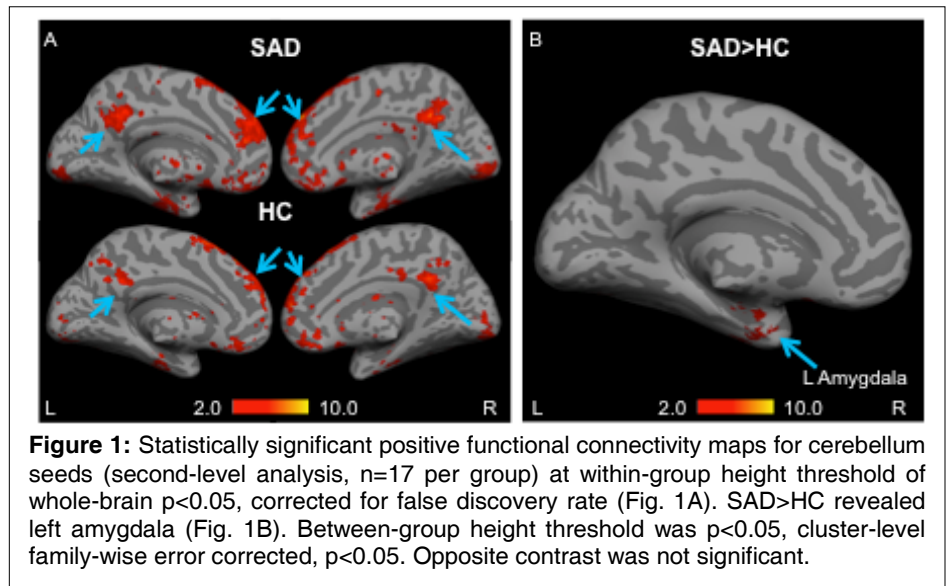 A
SAD
HC
L
2.0
10.0
R
B
SAD>HC
L Amygdala
L
2.0
10.0
R
Figure 1: Statistically significant positive functional connectivity maps for cerebellum
seeds (second-level analysis, n=17 per group) at within-group height threshold of
whole-brain p<0.05, corrected for false discovery rate (Fig. 1A). SAD>HC revealed
left amygdala (Fig. 1B). Between-group height threshold was p<0.05, cluster-level
family-wise error corrected, p<0.05. Opposite contrast was not significant.